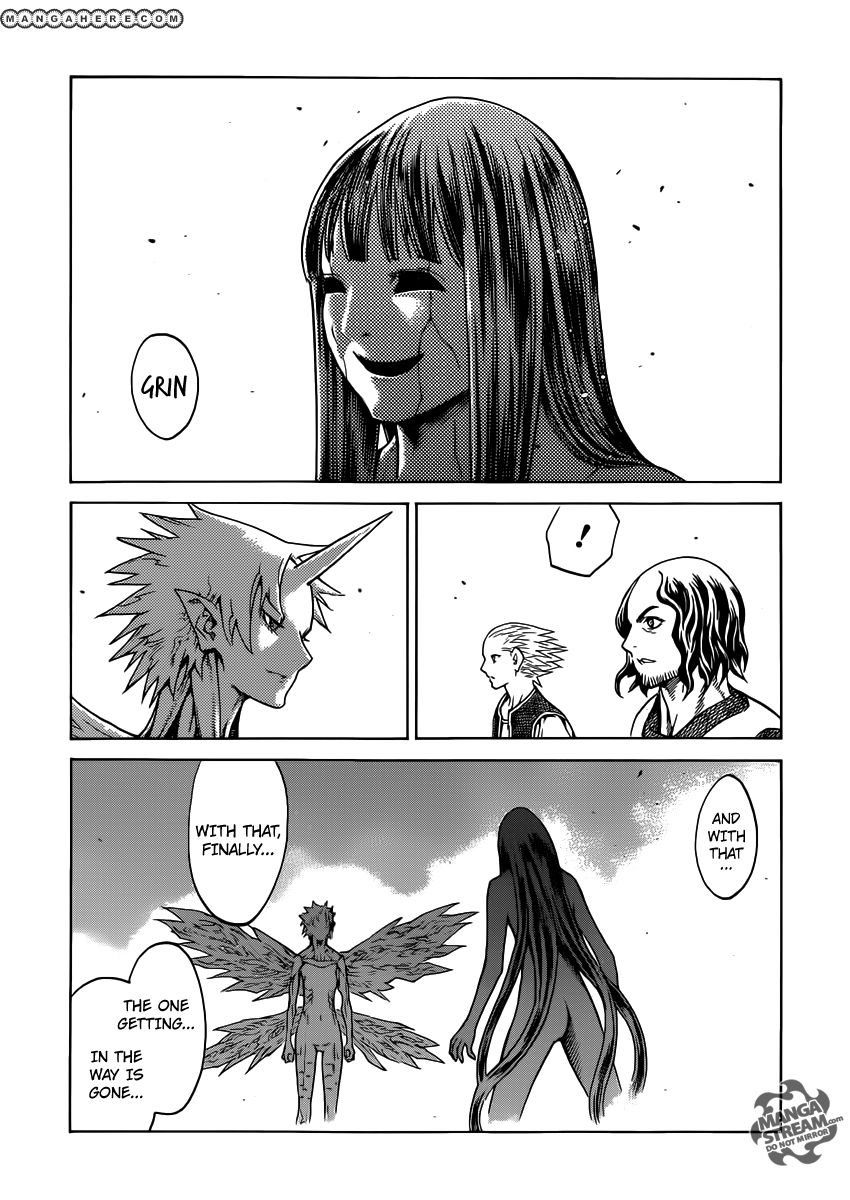 MANGAHERE.COM
GRIN
!
AND
WITH
THAT
...
WITH THAT,
FINALLY...
THE ONE
GETTING...
IN THE
WAY IS
GONE...
MANGA
STREAM.com
DO NOT MIRROR